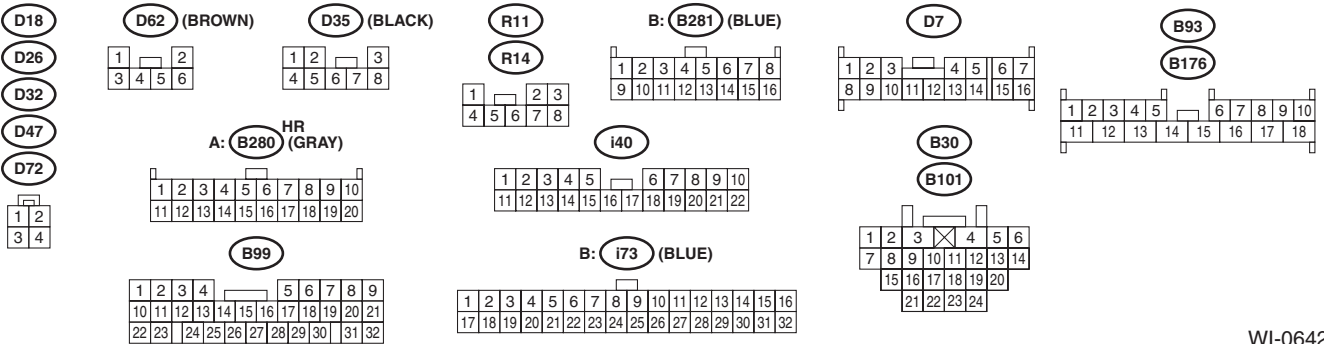 D18
D26
D32
D47
D72
1 2
3 4
D62 (BROWN)
1 2
3 4 5 6
D35 (BLACK)
1 2 3
4 5 6 7 8
R11
R14
1 2 3
4 5 6 7 8
B: B281 (BLUE)
1 2 3 4 5 6 7 8
9 10 11 12 13 14 15 16
D7
1 2 3 4 5 6 7
8 9 10 11 12 13 14 15 16
B93
B176
1 2 3 4 5 6 7 8 9 10
11 12 13 14 15 16 17 18
HR
A: B280 (GRAY)
1 2 3 4 5 6 7 8 9 10
11 12 13 14 15 16 17 18 19 20
i40
1 2 3 4 5 6 7 8 9 10
11 12 13 14 15 16 17 18 19 20 21 22
B30
B101
1 2 3 4 5 6
7 8 9 10 11 12 13 14
15 16 17 18 19 20
21 22 23 24
B99
1 2 3 4 5 6 7 8 9
10 11 12 13 14 15 16 17 18 19 20 21
22 23 24 25 26 27 28 29 30 31 32
B: i73 (BLUE)
1 2 3 4 5 6 7 8 9 10 11 12 13 14 15 16
17 18 19 20 21 22 23 24 25 26 27 28 29 30 31 32
WI-0642